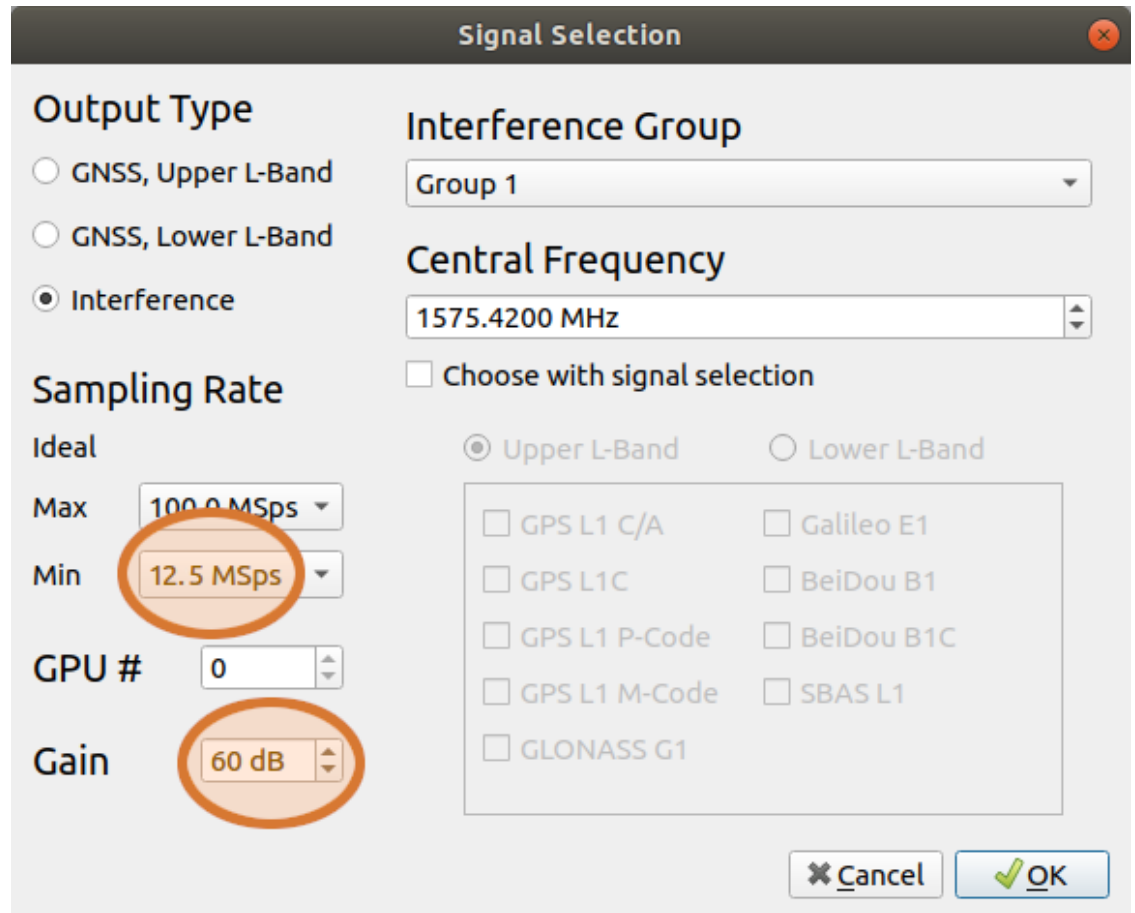 Signal Selection
Output Type
GNSS, Upper L-Band
GNSS, Lower L-Band
Interference
Sampling Rate
Ideal
Max 100.0 MSps
Min 12.5 MSps
GPU # 0
Gain 60 dB
Interference Group
Group 1
Central Frequency
1575.4200 MHz
Choose with signal selection
Upper L-Band Lower L-Band
GPS L1 C/A Galileo E1
GPS L1C BeiDou B1
GPS L1 P-Code BeiDou B1C
GPS L1 M-Code SBAS L1
GLONASS G1
Cancel OK